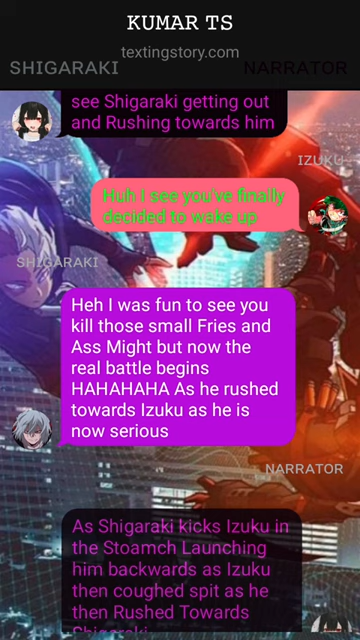 KUMAR TS
textingstory.com
SHIGARAKI
NARRATOR
see Shigaraki getting out
and Rushing towards him
IZUKU
Huh I see you've finally
decided to wake up
SHIGARAKI
Heh I was fun to see you
kill those small Fries and
Ass Might but now the
real battle begins
HAHAHAHA As he rushed
towards Izuku as he is
now serious
NARRATOR
As Shigaraki kicks Izuku in
the Stoamch Launching
him backwards as Izuku
then coughed spit as he
then Rushed Towards
Shigaraki